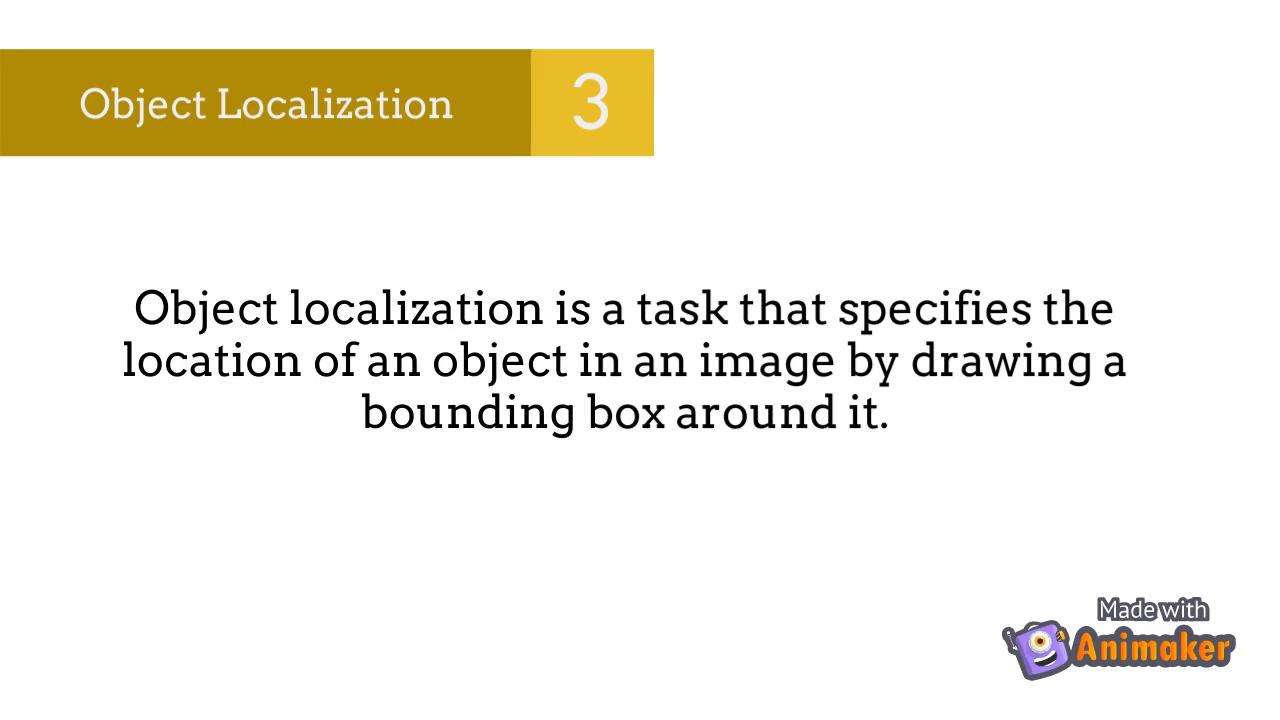 Object Localization 3
Object localization is a task that specifies the
location of an object in an image by drawing a
bounding box around it.
Made with
Animaker